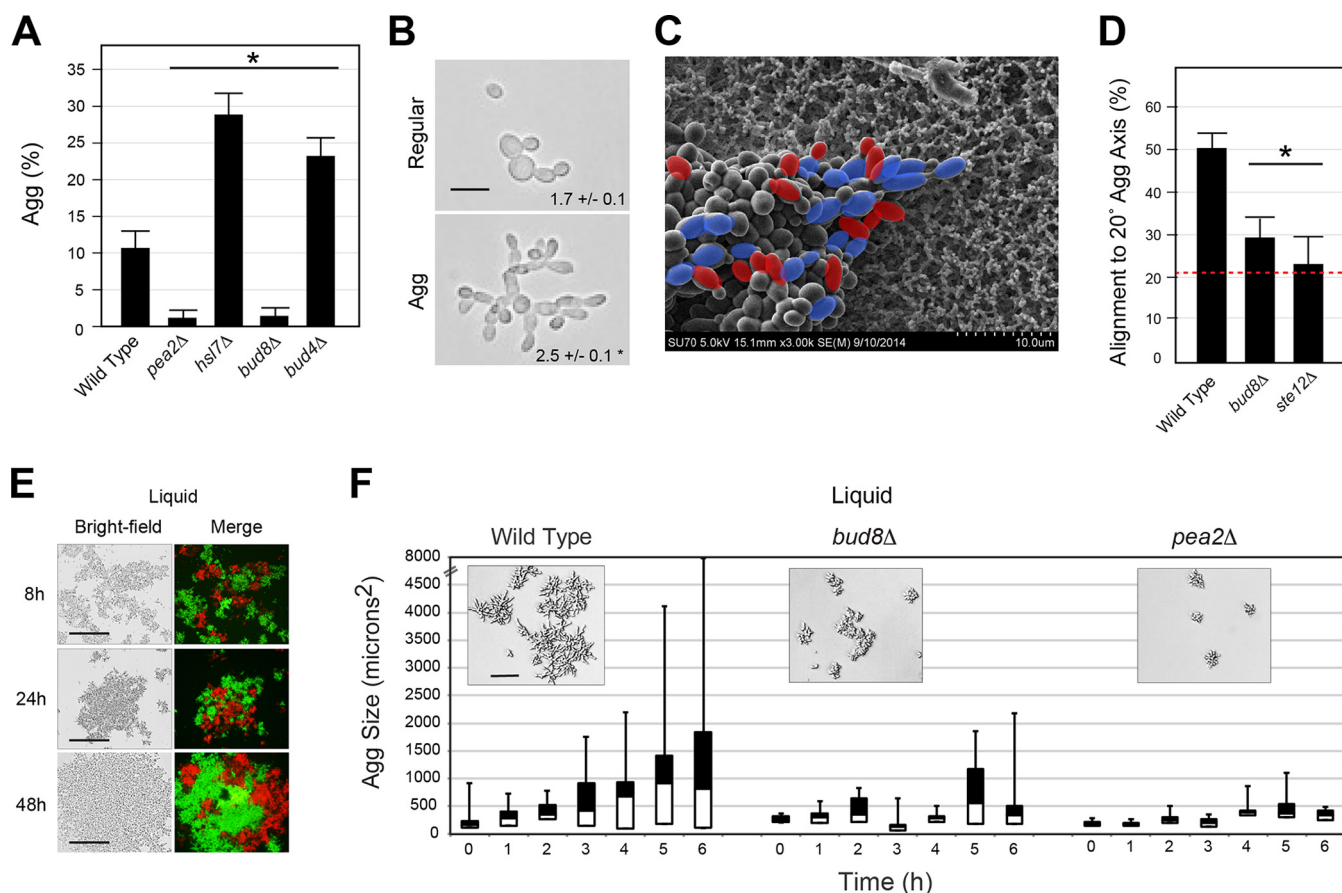 A
35
30
25
20
15
10
5
0
Agg (%)
*
Wild Type
pea2Δ
hsl7Δ
bud8Δ
bud4Δ
B
Regular
1.7 +/- 0.1
Agg
2.5 +/- 0.1 *
C
SU70 5.0kV 15.1mm x3.00k SE(M) 9/10/2014
10.0um
D
Alignment to 20° Agg Axis (%)
60
50
40
30
20
10
0
*
Wild Type
bud8Δ
ste12Δ
E
Liquid
Bright-field Merge
8h
24h
48h
F
Liquid
Wild Type bud8Δ pea2Δ
Agg Size (microns2)
8000
4500
4000
3500
3000
2500
2000
1500
1000
500
0
0 1 2 3 4 5 6 0 1 2 3 4 5 6 0 1 2 3 4 5 6
Time (h)